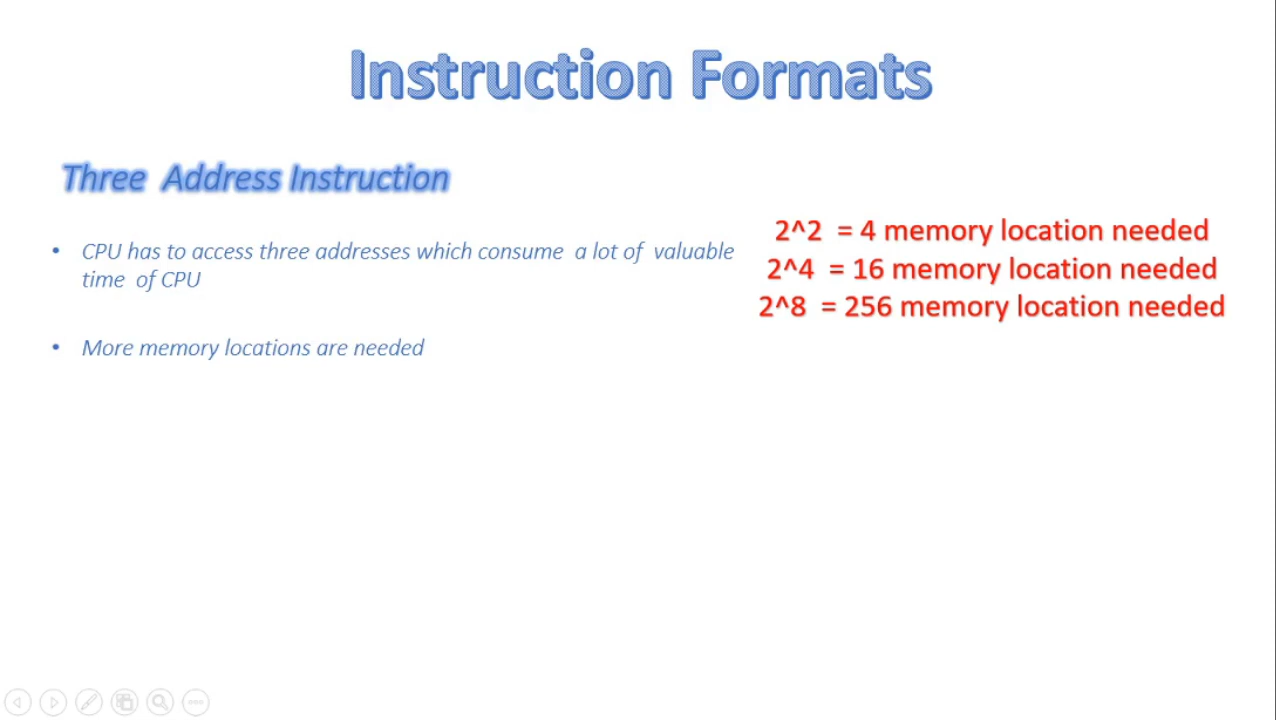 Instruction Formats
Three Address Instruction
• CPU has to access three addresses which consume a lot of valuable
time of CPU
• More memory locations are needed
2^2 = 4 memory location needed
2^4 = 16 memory location needed
2^8 = 256 memory location needed